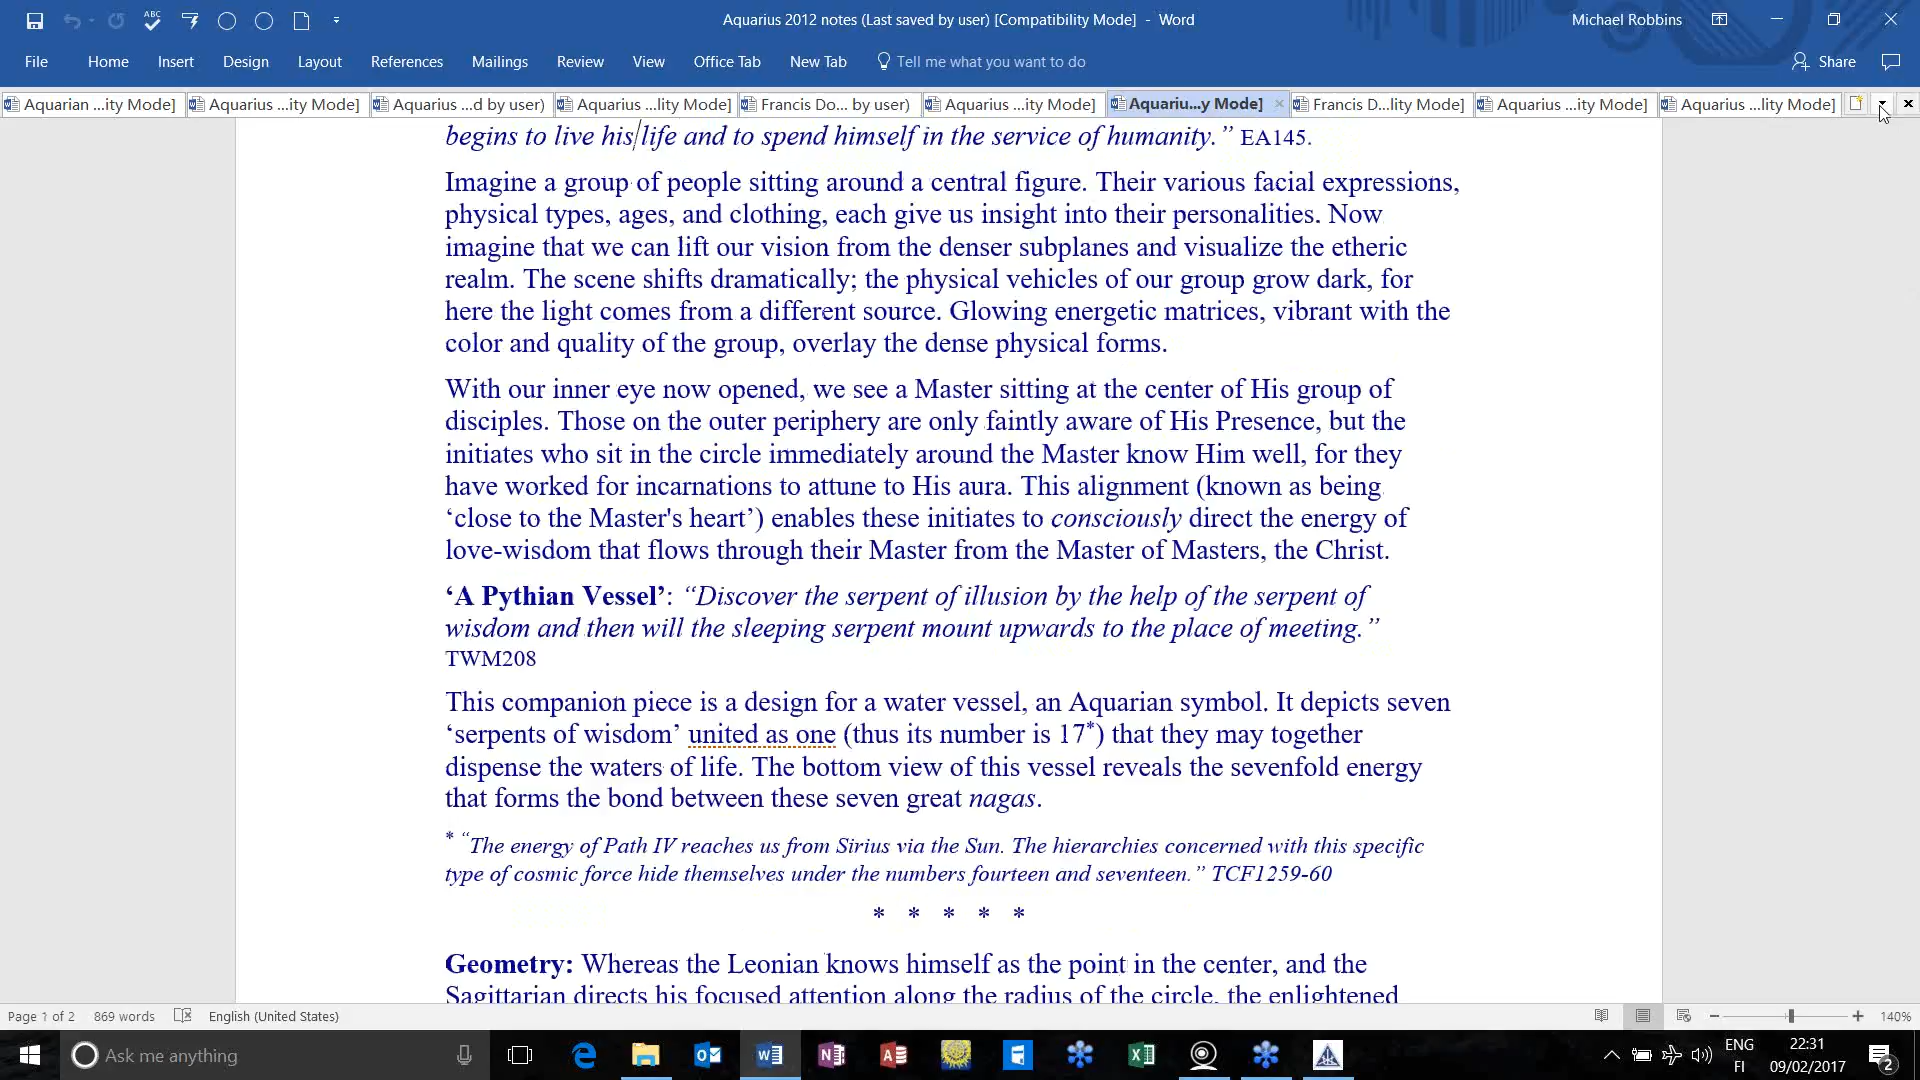 ABC
Aquarius 2012 notes (Last saved by user) [Compatibility Mode] - Word
Michael Robbins
File Home Insert Design Layout References Mailings Review View Office Tab New Tab Tell me what you want to do Share
Aquarian ...ity Mode] Aquarius ...ity Mode] Aquarius ...d by user) Aquarius ...lity Mode] Francis Do... by user) Aquarius ...ity Mode] Aquariu...y Mode] Francis D...lity Mode] Aquarius ...ity Mode] Aquarius ...lity Mode]
begins to live his life and to spend himself in the service of humanity.” EA145.
Imagine a group of people sitting around a central figure. Their various facial expressions,
physical types, ages, and clothing, each give us insight into their personalities. Now
imagine that we can lift our vision from the denser subplanes and visualize the etheric
realm. The scene shifts dramatically; the physical vehicles of our group grow dark, for
here the light comes from a different source. Glowing energetic matrices, vibrant with the
color and quality of the group, overlay the dense physical forms.
With our inner eye now opened, we see a Master sitting at the center of His group of
disciples. Those on the outer periphery are only faintly aware of His Presence, but the
initiates who sit in the circle immediately around the Master know Him well, for they
have worked for incarnations to attune to His aura. This alignment (known as being
‘close to the Master's heart’) enables these initiates to consciously direct the energy of
love-wisdom that flows through their Master from the Master of Masters, the Christ.
‘A Pythian Vessel’: “Discover the serpent of illusion by the help of the serpent of
wisdom and then will the sleeping serpent mount upwards to the place of meeting.”
TWM208
This companion piece is a design for a water vessel, an Aquarian symbol. It depicts seven
‘serpents of wisdom’ united as one (thus its number is 17*) that they may together
dispense the waters of life. The bottom view of this vessel reveals the sevenfold energy
that forms the bond between these seven great nagas.
* “The energy of Path IV reaches us from Sirius via the Sun. The hierarchies concerned with this specific
type of cosmic force hide themselves under the numbers fourteen and seventeen.” TCF1259-60
* * * * *
Geometry: Whereas the Leonian knows himself as the point in the center, and the
Sagittarian directs his focused attention along the radius of the circle, the enlightened
Page 1 of 2 869 words English (United States) 140%
Ask me anything
ENG
FI
22:31
09/02/2017
2